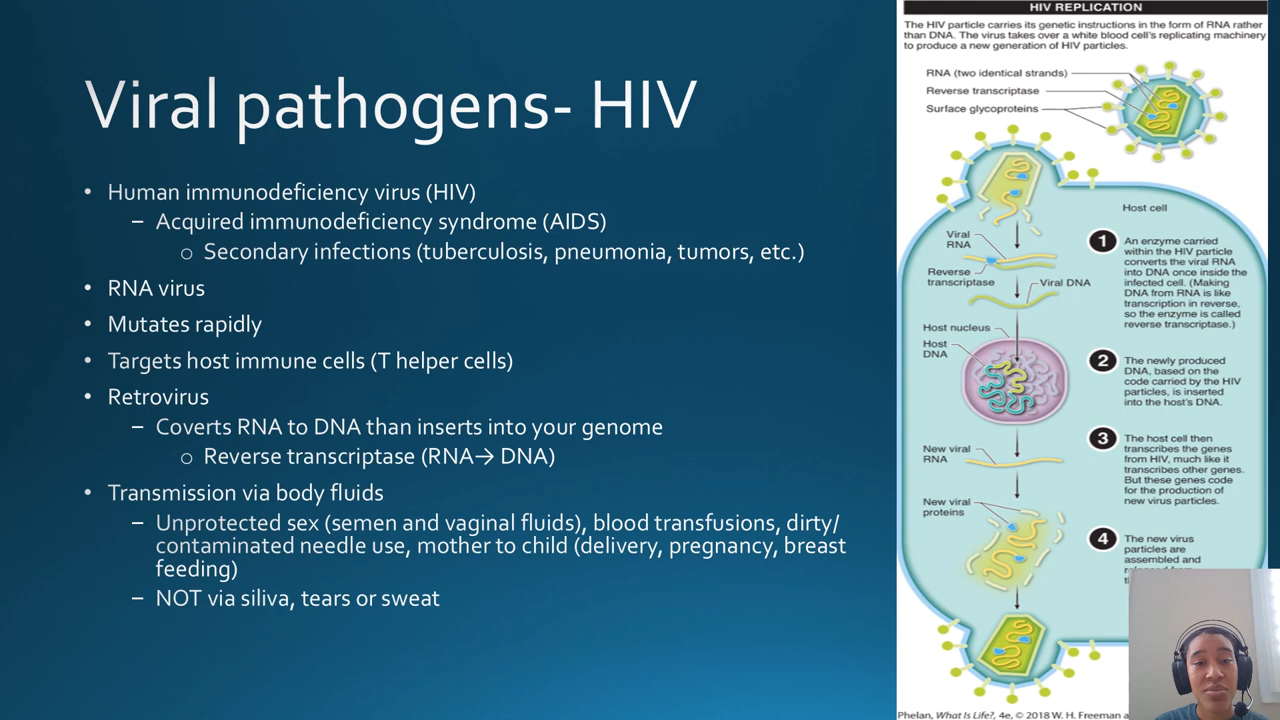 Viral pathogens- HIV
• Human immunodeficiency virus (HIV)
– Acquired immunodeficiency syndrome (AIDS)
o Secondary infections (tuberculosis, pneumonia, tumors, etc.)
• RNA virus
• Mutates rapidly
• Targets host immune cells (T helper cells)
• Retrovirus
– Coverts RNA to DNA than inserts into your genome
o Reverse transcriptase (RNA→ DNA)
• Transmission via body fluids
– Unprotected sex (semen and vaginal fluids), blood transfusions, dirty/
contaminated needle use, mother to child (delivery, pregnancy, breast
feeding)
– NOT via siliva, tears or sweat
HIV REPLICATION
The HIV particle carries its genetic instructions in the form of RNA rather
than DNA. The virus takes over a white blood cell's replicating machinery
to produce a new generation of HIV particles.
RNA (two identical strands)
Reverse transcriptase
Surface glycoproteins
Host cell
Viral
RNA
Reverse
transcriptase
Viral DNA
Host nucleus
Host
DNA
New viral
RNA
New viral
proteins
1
An enzyme carried
within the HIV particle
converts the viral RNA
into DNA once inside the
infected cell. (Making
DNA from RNA is like
transcription in reverse,
so the enzyme is called
reverse transcriptase.)
2
The newly produced
DNA, based on the
code carried by the HIV
particles, is inserted
into the host's DNA.
3
The host cell then
transcribes the genes
from HIV, much like it
transcribes other genes.
But these genes code
for the production of
new virus particles.
4
The new virus
particles are
assembled and
Phelan, What Is Life?, 4e, © 2018 W. H. Freeman